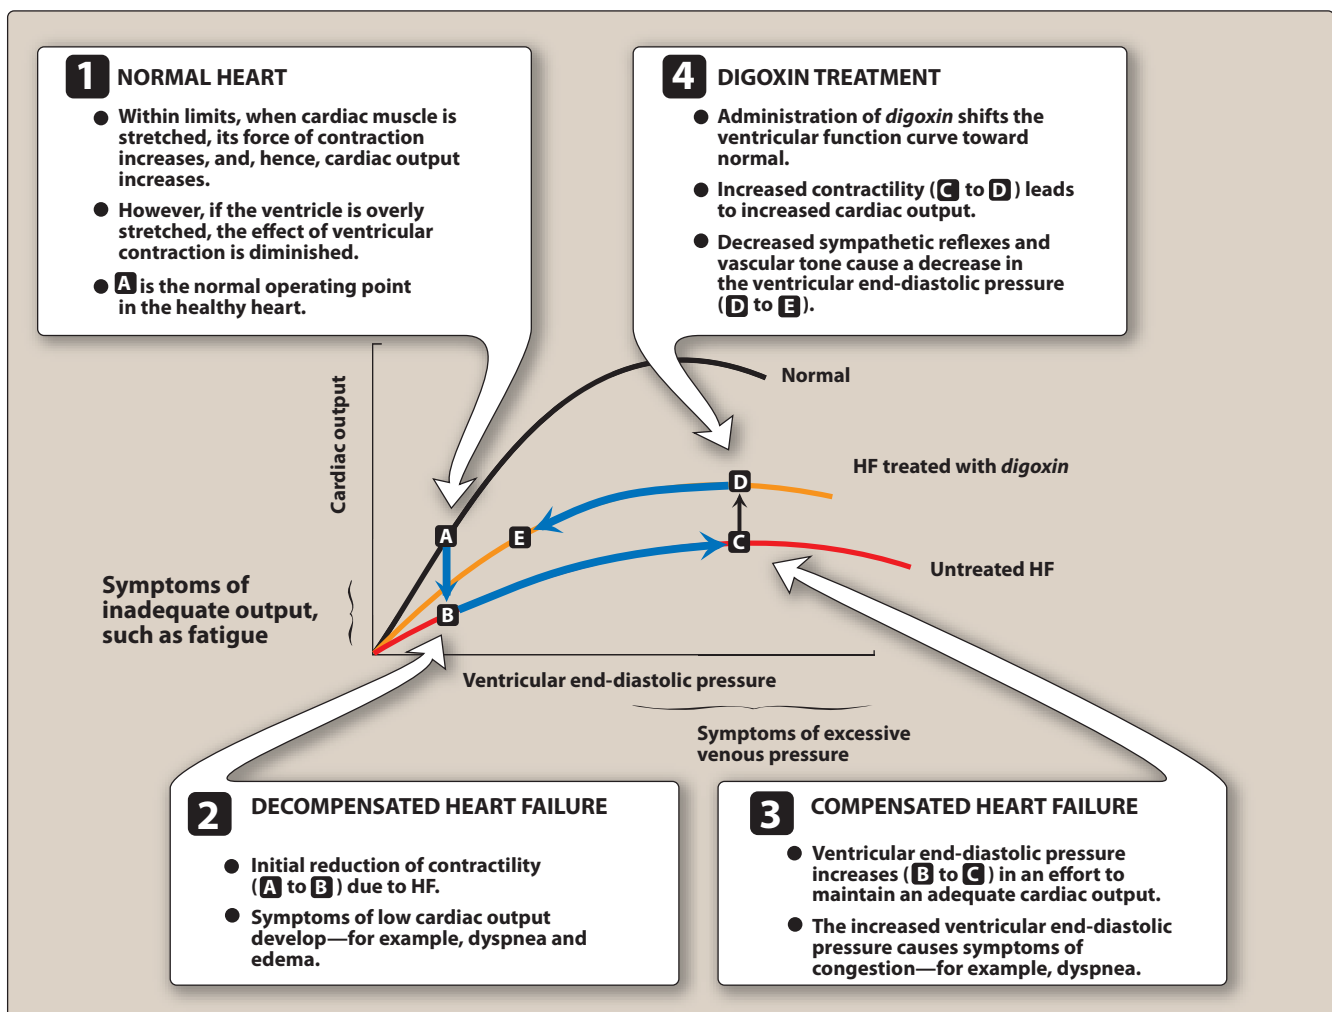 1 NORMAL HEART
● Within limits, when cardiac muscle is
stretched, its force of contraction
increases, and, hence, cardiac output
increases.
● However, if the ventricle is overly
stretched, the effect of ventricular
contraction is diminished.
● A is the normal operating point
in the healthy heart.
4 DIGOXIN TREATMENT
● Administration of digoxin shifts the
ventricular function curve toward
normal.
● Increased contractility (C to D) leads
to increased cardiac output.
● Decreased sympathetic reflexes and
vascular tone cause a decrease in
the ventricular end-diastolic pressure
(D to E).
Cardiac output
Normal
HF treated with digoxin
Untreated HF
A
B
C
D
E
Symptoms of
inadequate output,
such as fatigue
Ventricular end-diastolic pressure
Symptoms of excessive
venous pressure
2 DECOMPENSATED HEART FAILURE
● Initial reduction of contractility
(A to B) due to HF.
● Symptoms of low cardiac output
develop—for example, dyspnea and
edema.
3 COMPENSATED HEART FAILURE
● Ventricular end-diastolic pressure
increases (B to C) in an effort to
maintain an adequate cardiac output.
● The increased ventricular end-diastolic
pressure causes symptoms of
congestion—for example, dyspnea.